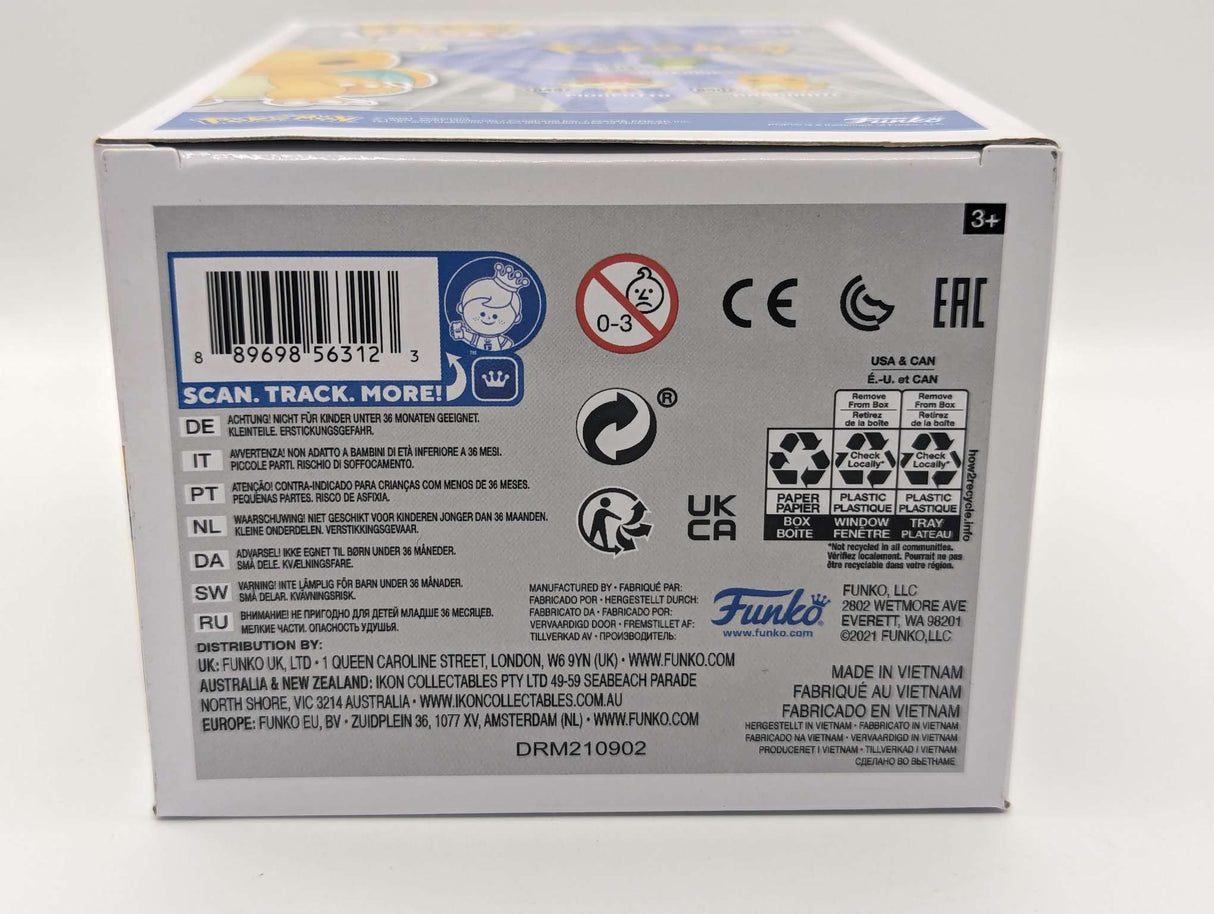 Funko
3+
8 89698 56312 3
™
SCAN. TRACK. MORE!
0-3
CE
EAC
®
UK
CA
DE ACHTUNG! NICHT FÜR KINDER UNTER 36 MONATEN GEEIGNET.
KLEINTEILE. ERSTICKUNGSGEFAHR.
IT AVVERTENZA! NON ADATTO A BAMBINI DI ETÀ INFERIORE A 36 MESI.
PICCOLE PARTI. RISCHIO DI SOFFOCAMENTO.
PT ATENÇÃO! CONTRA-INDICADO PARA CRIANÇAS COM MENOS DE 36 MESES.
PEQUENAS PARTES. RISCO DE ASFIXIA.
NL WAARSCHUWING! NIET GESCHIKT VOOR KINDEREN JONGER DAN 36 MAANDEN.
KLEINE ONDERDELEN. VERSTIKKINGSGEVAAR.
DA ADVARSEL! IKKE EGNET TIL BØRN UNDER 36 MÅNEDER.
SMÅ DELE. KVÆLNINGSFARE.
SW VARNING! INTE LÄMPLIG FÖR BARN UNDER 36 MÅNADER.
SMÅ DELAR. KVÄVNINGSRISK.
RU ВНИМАНИЕ! НЕ ПРИГОДНО ДЛЯ ДЕТЕЙ МЛАДШЕ 36 МЕСЯЦЕВ.
МЕЛКИЕ ЧАСТИ. ОПАСНОСТЬ УДУШЬЯ.
USA & CAN
É.-U. et CAN
Remove From Box
Retirez de la boîte
Remove From Box
Retirez de la boîte
Check Locally*
Check Locally*
PAPER PAPIER
PLASTIC PLASTIQUE
PLASTIC PLASTIQUE
BOX BOÎTE
WINDOW FENÊTRE
TRAY PLATEAU
how2recycle.info
*Not recycled in all communities.
Vérifiez localement. Pourrait ne pas
être recyclable dans votre région.
MANUFACTURED BY • FABRIQUÉ PAR:
FABRICADO POR • HERGESTELLT DURCH:
FABBRICATO DA • FABRICADO POR:
VERVAARDIGD DOOR • FREMSTILLET AF:
TILLVERKAD AV • ПРОИЗВОДИТЕЛЬ:
Funko
www.funko.com
FUNKO, LLC
2802 WETMORE AVE
EVERETT, WA 98201
©2021 FUNKO,LLC
DISTRIBUTION BY:
UK: FUNKO UK, LTD • 1 QUEEN CAROLINE STREET, LONDON, W6 9YN (UK) • WWW.FUNKO.COM
AUSTRALIA & NEW ZEALAND: IKON COLLECTABLES PTY LTD 49-59 SEABEACH PARADE
NORTH SHORE, VIC 3214 AUSTRALIA • WWW.IKONCOLLECTABLES.COM.AU
EUROPE: FUNKO EU, BV • ZUIDPLEIN 36, 1077 XV, AMSTERDAM (NL) • WWW.FUNKO.COM
DRM210902
MADE IN VIETNAM
FABRIQUÉ AU VIETNAM
FABRICADO EN VIETNAM
HERGESTELLT IN VIETNAM • FABBRICATO IN VIETNAM
FABRICADO NA VIETNAM • VERVAARDIGD IN VIETNAM
PRODUCERET I VIETNAM • TILLVERKAD I VIETNAM
СДЕЛАНО ВО ВЬЕТНАМЕ